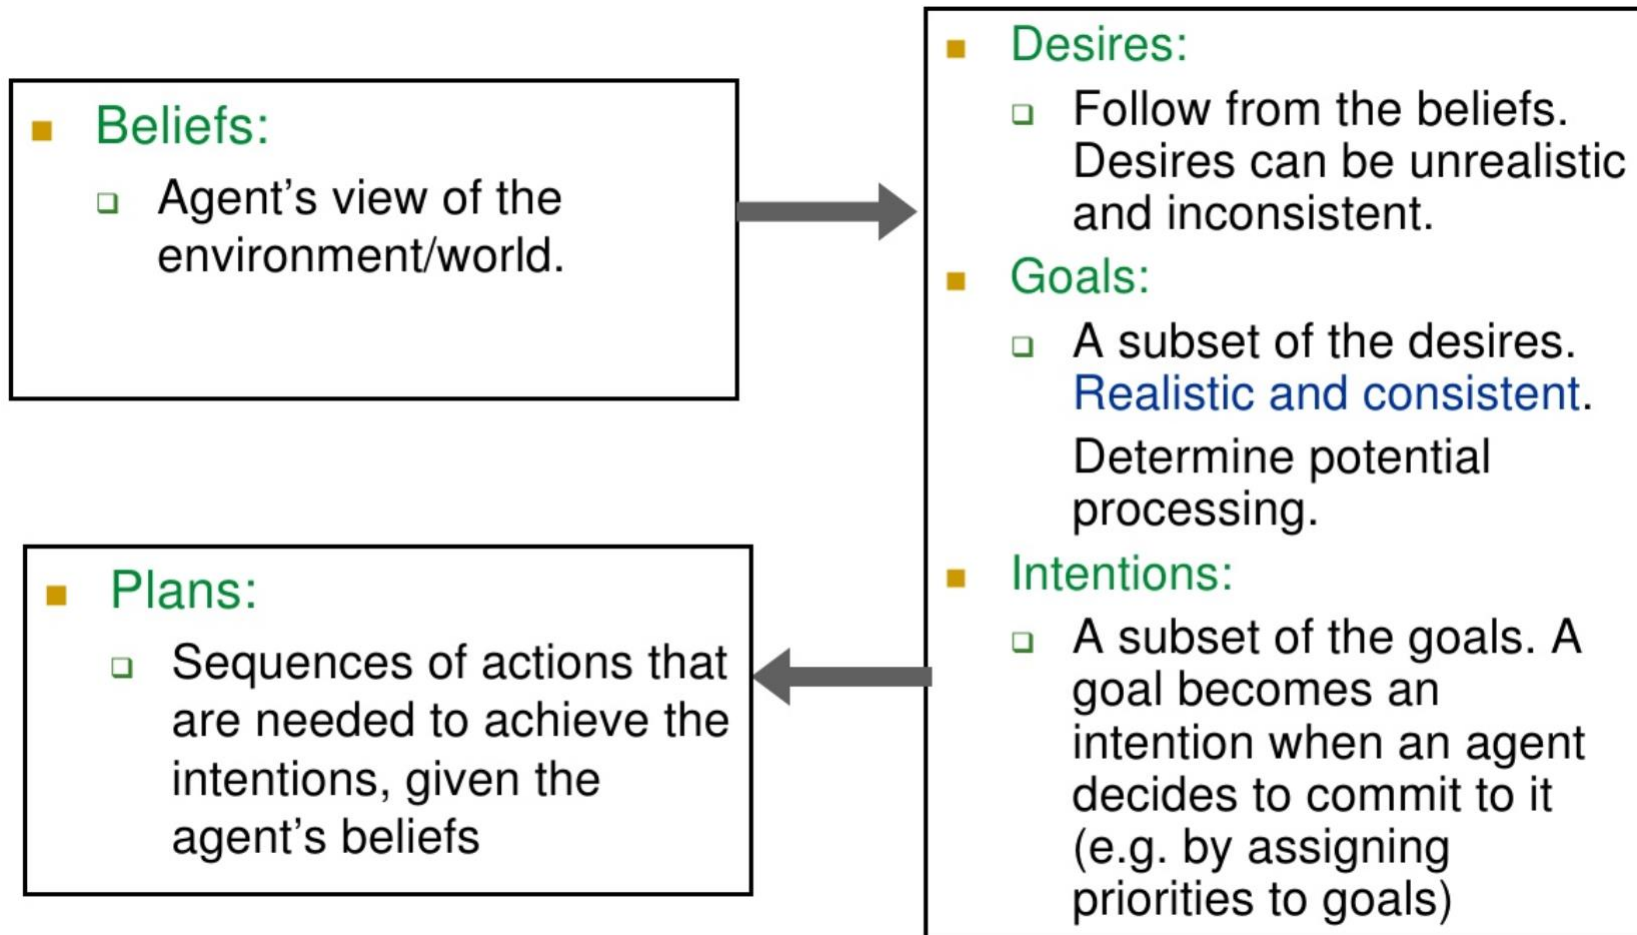 Beliefs:
Agent’s view of the
environment/world.
Desires:
Follow from the beliefs.
Desires can be unrealistic
and inconsistent.
Goals:
A subset of the desires.
Realistic and consistent.
Determine potential
processing.
Intentions:
A subset of the goals. A
goal becomes an
intention when an agent
decides to commit to it
(e.g. by assigning
priorities to goals)
Plans:
Sequences of actions that
are needed to achieve the
intentions, given the
agent’s beliefs